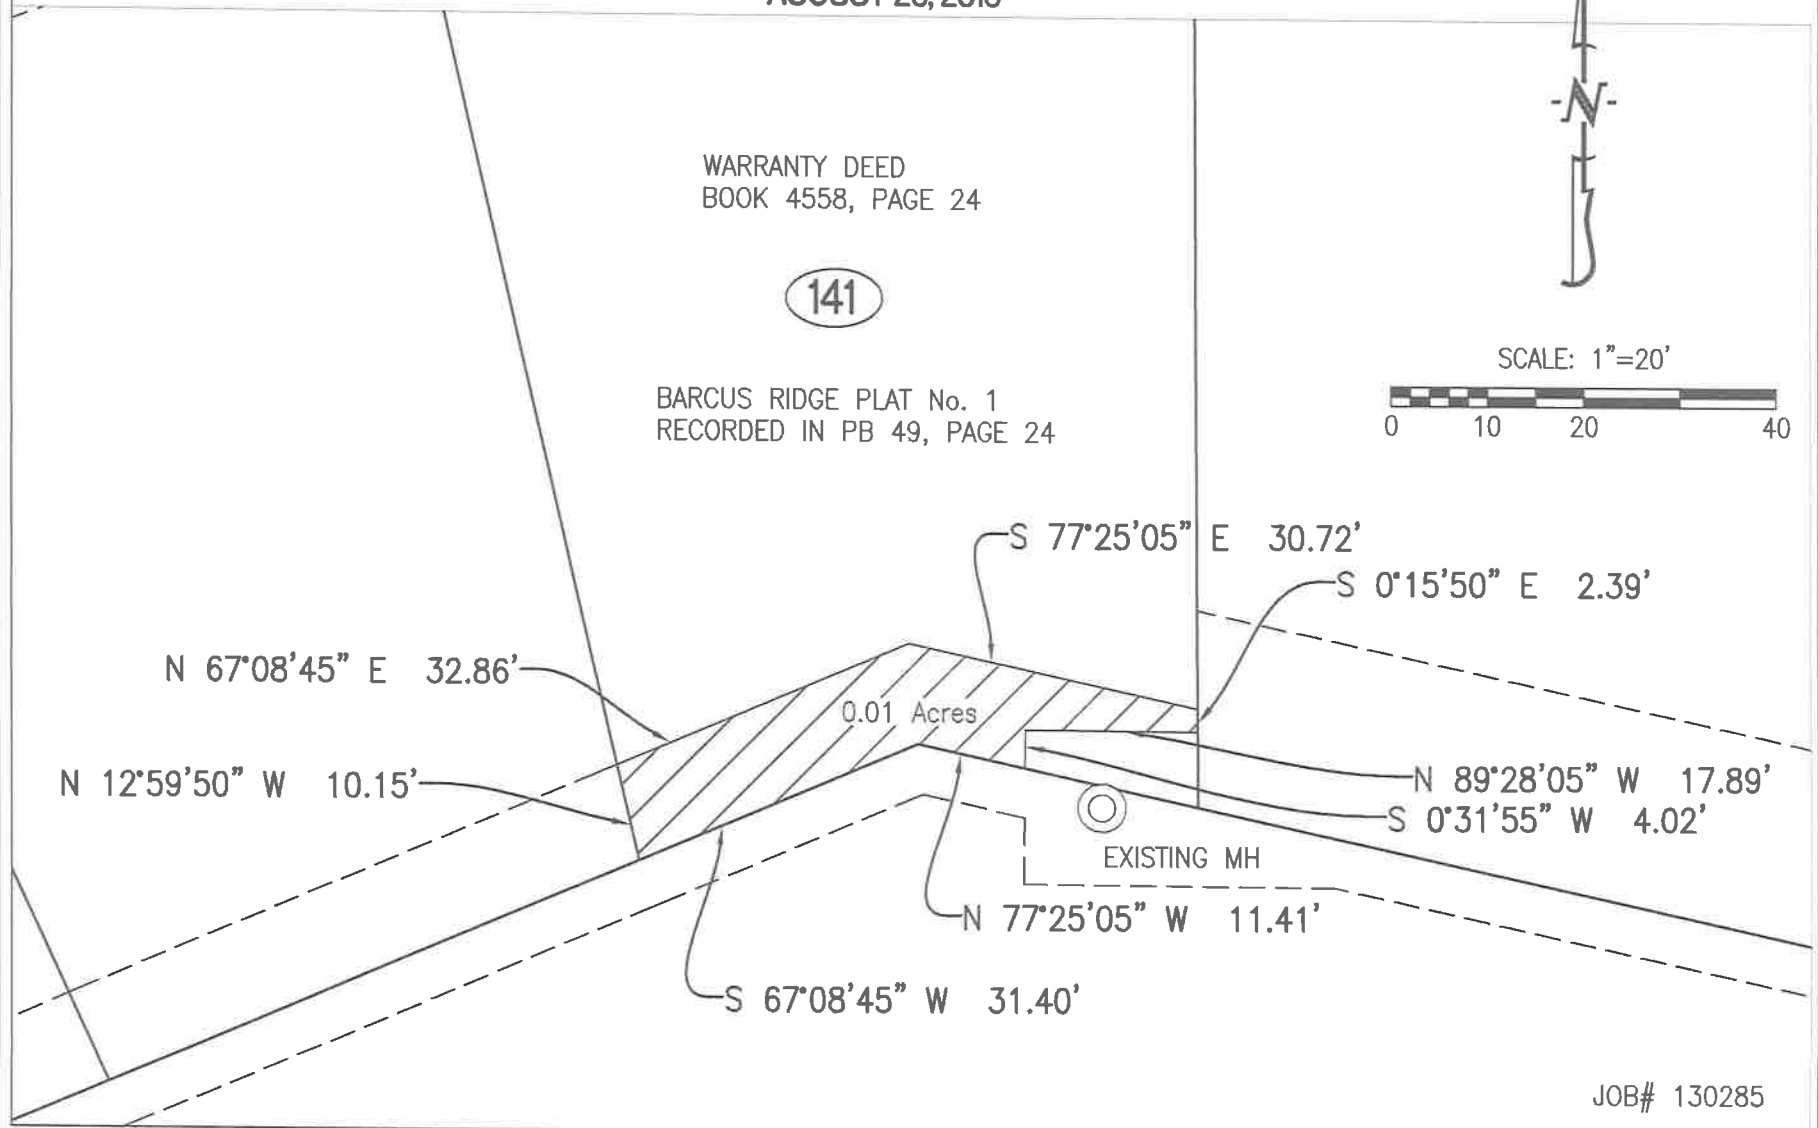 WARRANTY DEED
BOOK 4558, PAGE 24
141
BARCUS RIDGE PLAT No. 1
RECORDED IN PB 49, PAGE 24
-N-
SCALE: 1"=20'
0 10 20 40
S 77°25'05" E 30.72'
S 0°15'50" E 2.39'
N 67°08'45" E 32.86'
0.01 Acres
N 12°59'50" W 10.15'
N 89°28'05" W 17.89'
S 0°31'55" W 4.02'
EXISTING MH
N 77°25'05" W 11.41'
S 67°08'45" W 31.40'
JOB# 130285